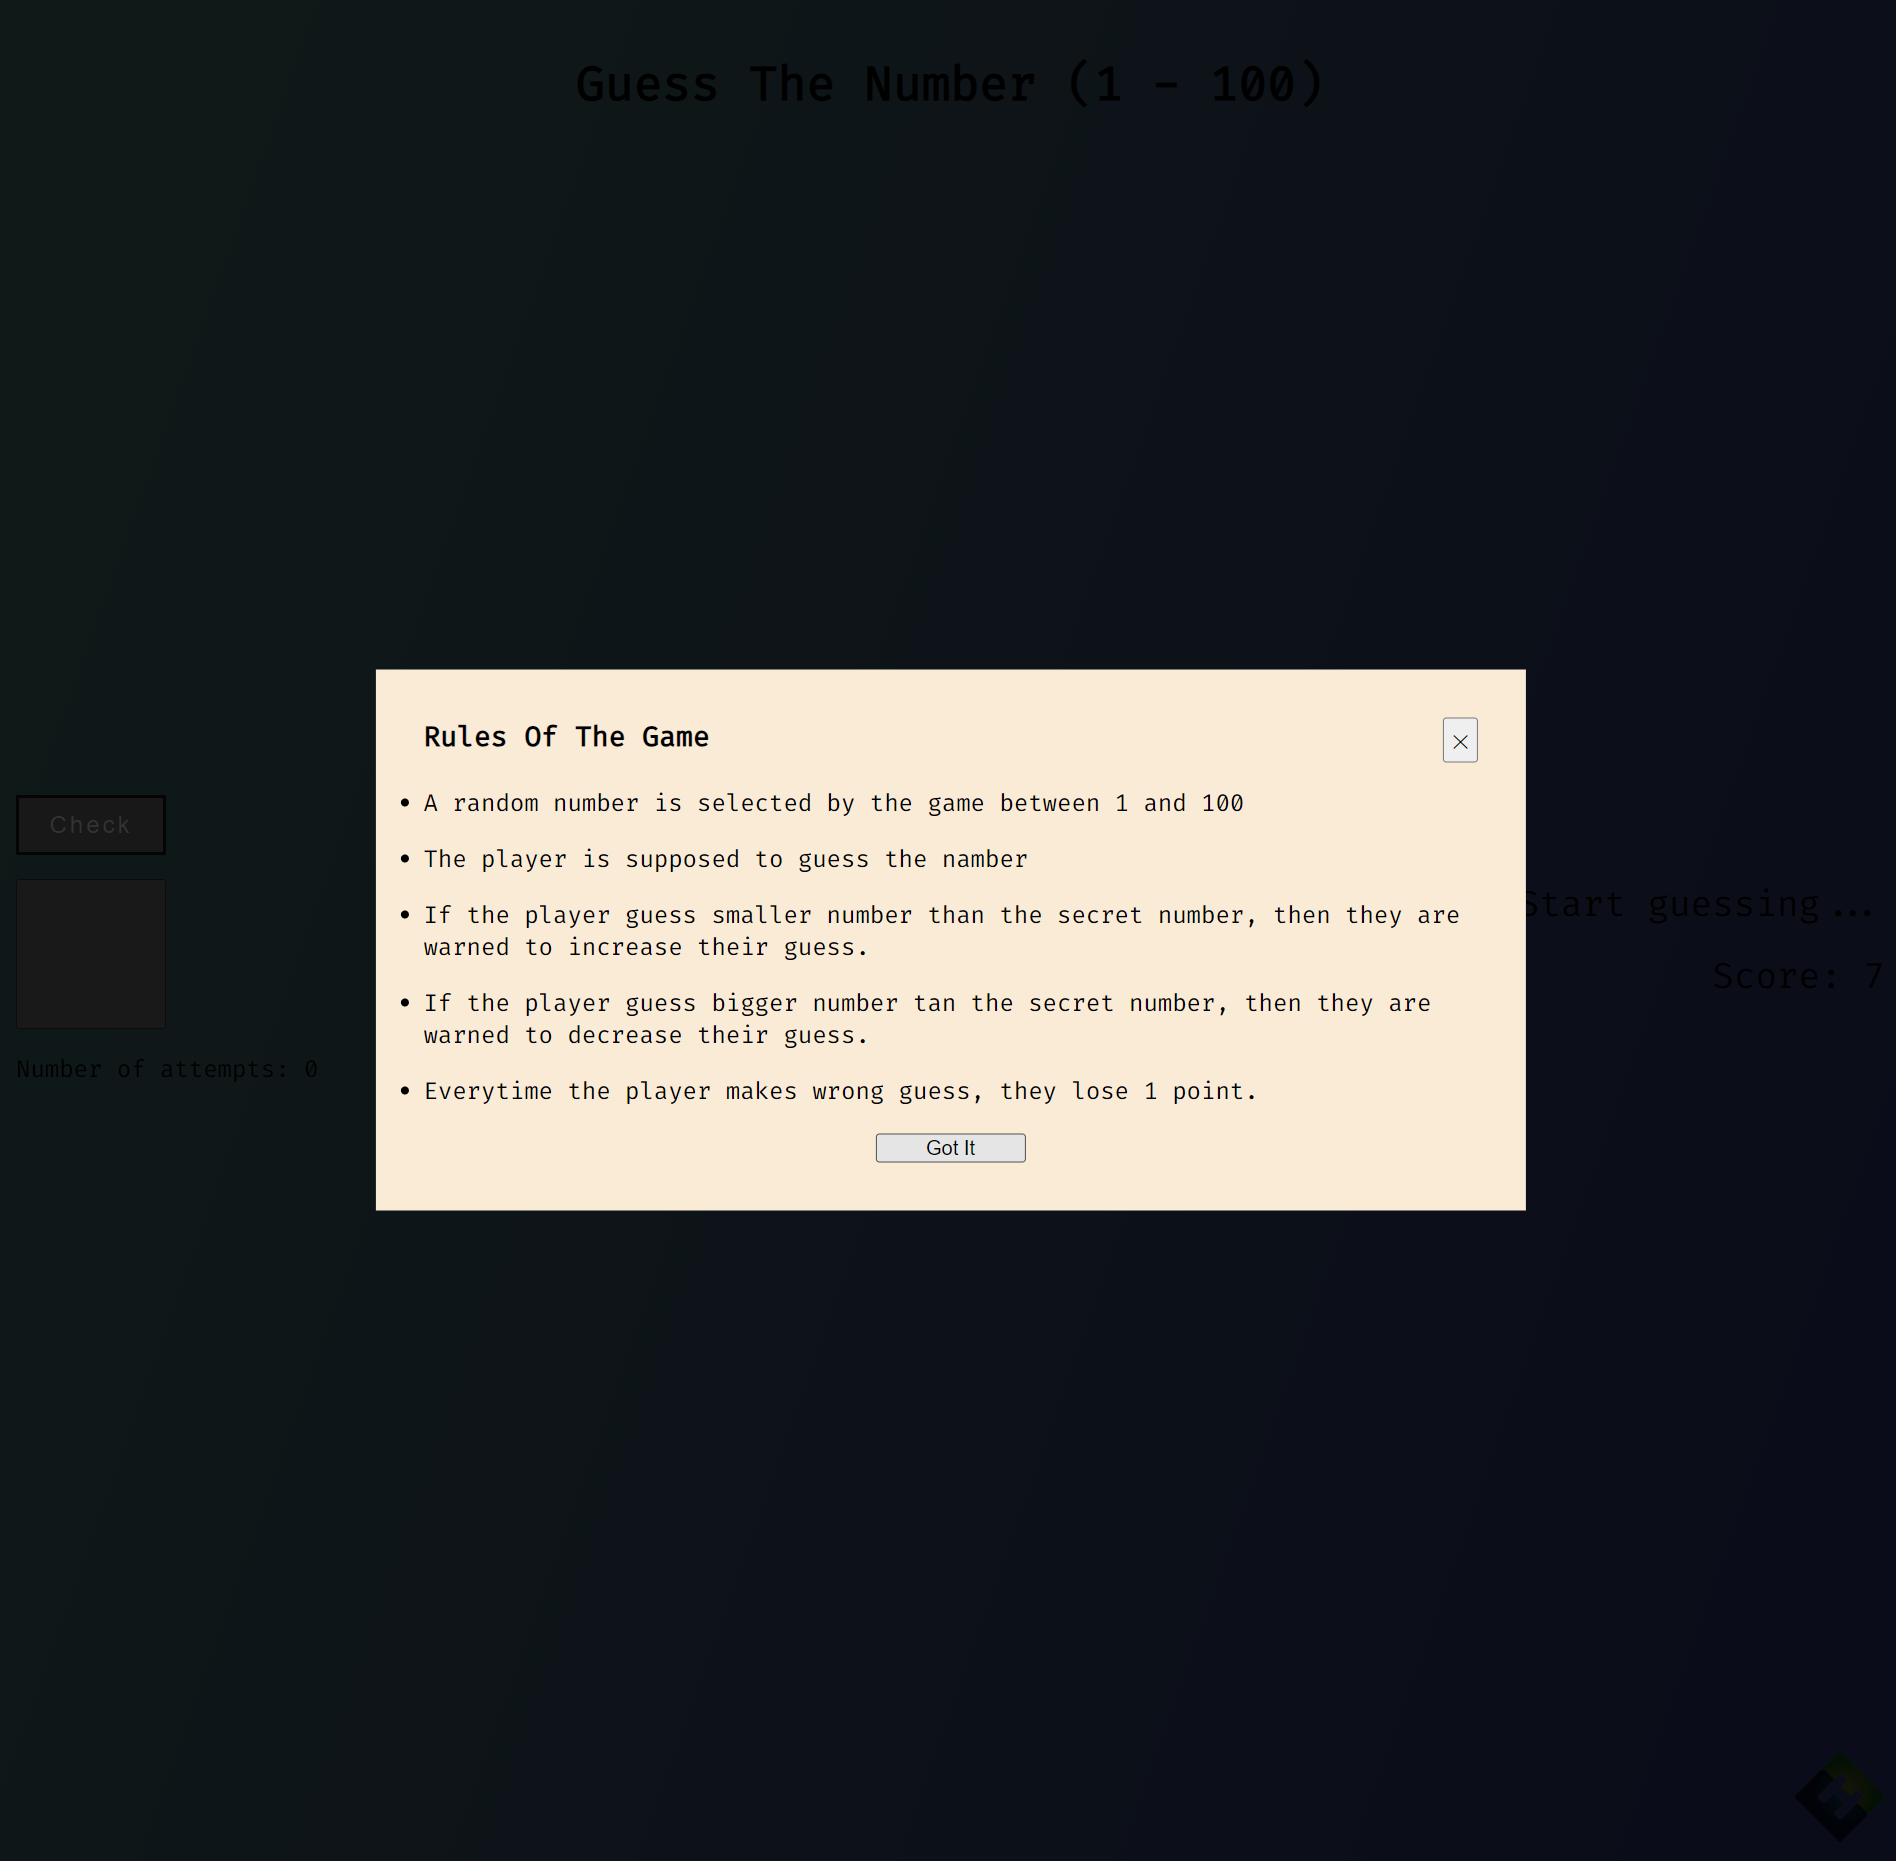 Guess The Number (1 - 100)
Rules Of The Game
×
• A random number is selected by the game between 1 and 100
• The player is supposed to guess the namber
• If the player guess smaller number than the secret number, then they are
warned to increase their guess.
• If the player guess bigger number tan the secret number, then they are
warned to decrease their guess.
• Everytime the player makes wrong guess, they lose 1 point.
Got It
Check
Number of attempts: 0
Start guessing...
Score: 7